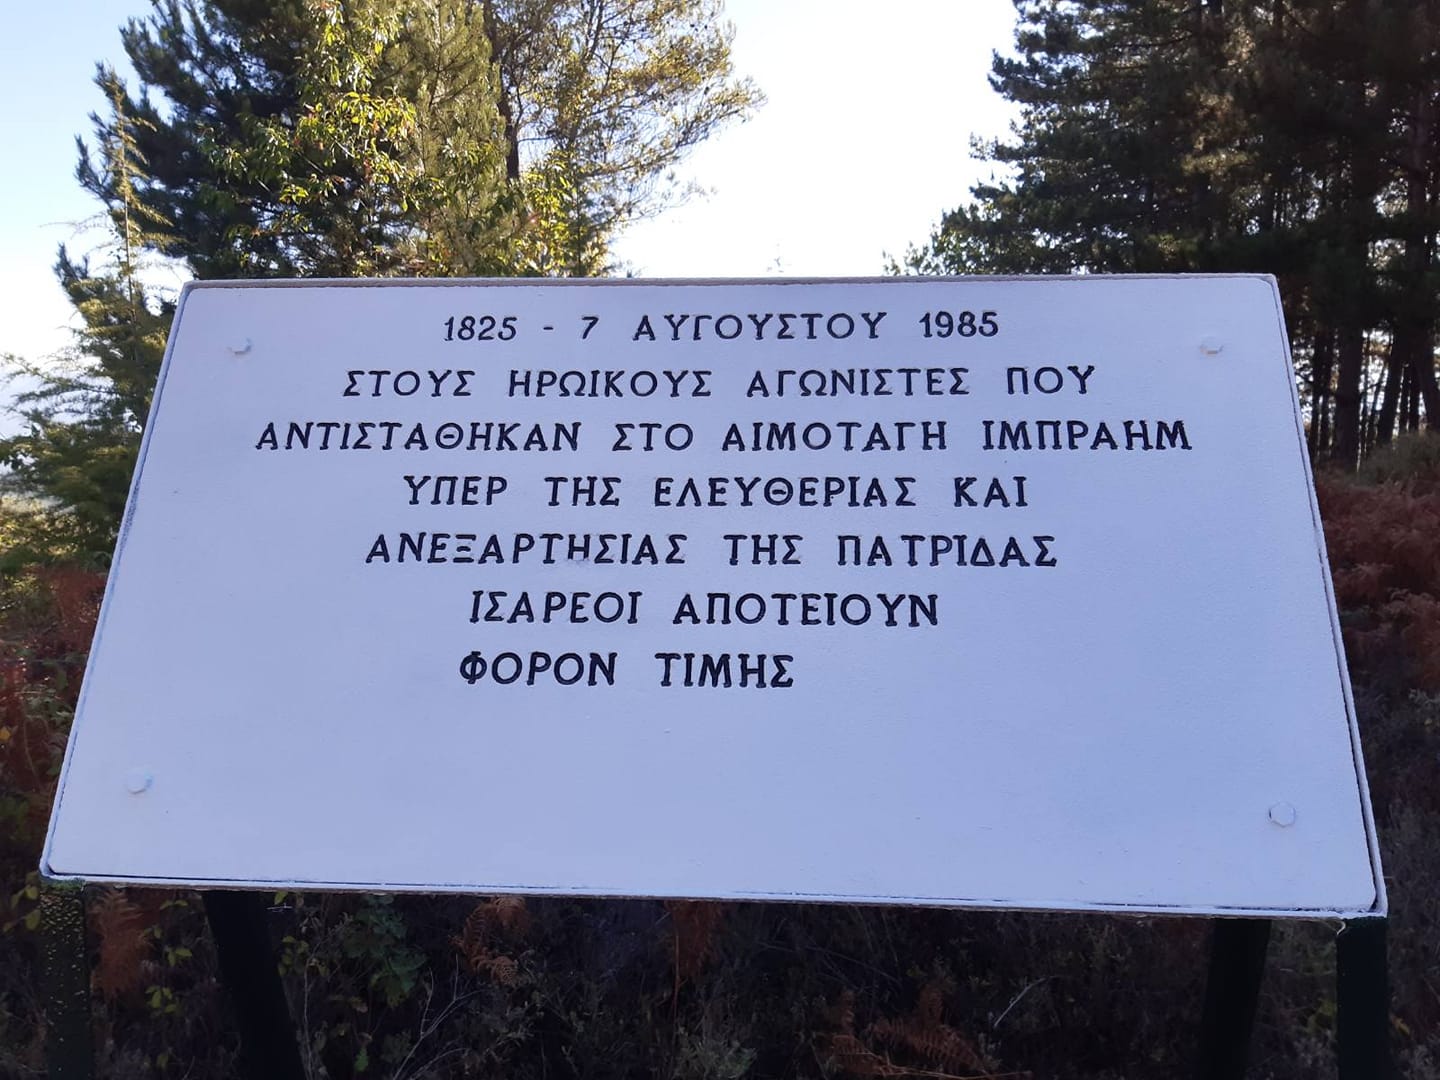 1825 - 7 ΑΥΓΟΥΣΤΟΥ 1985
ΣΤΟΥΣ ΗΡΩΙΚΟΥΣ ΑΓΩΝΙΣΤΕΣ ΠΟΥ
ΑΝΤΙΣΤΑΘΗΚΑΝ ΣΤΟ ΑΙΜΟΤΑΓΗ ΙΜΠΡΑΗΜ
ΥΠΕΡ ΤΗΣ ΕΛΕΥΘΕΡΙΑΣ ΚΑΙ
ΑΝΕΞΑΡΤΗΣΙΑΣ ΤΗΣ ΠΑΤΡΙΔΑΣ
ΙΣΑΡΕΟΙ ΑΠΟΤΕΙΟΥΝ
ΦΟΡΟΝ ΤΙΜΗΣ